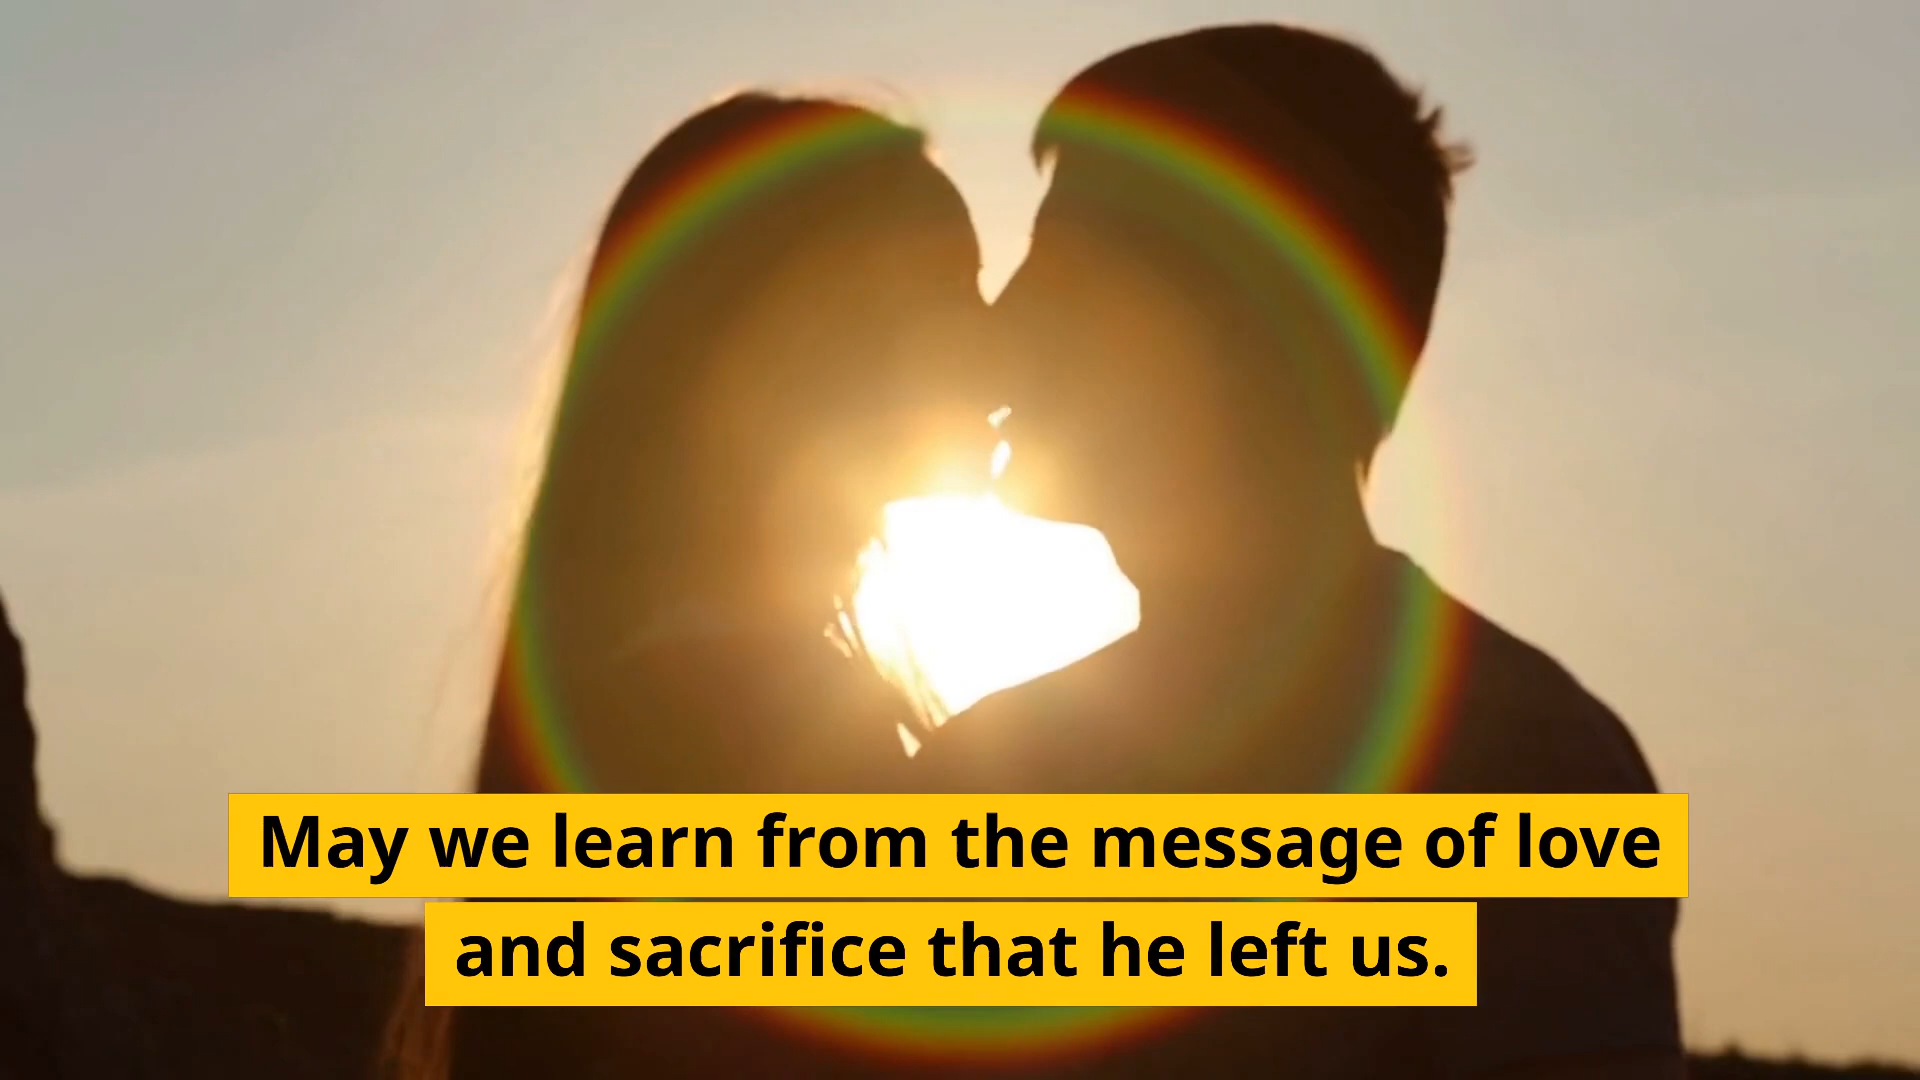 May we learn from the message of love
and sacrifice that he left us.